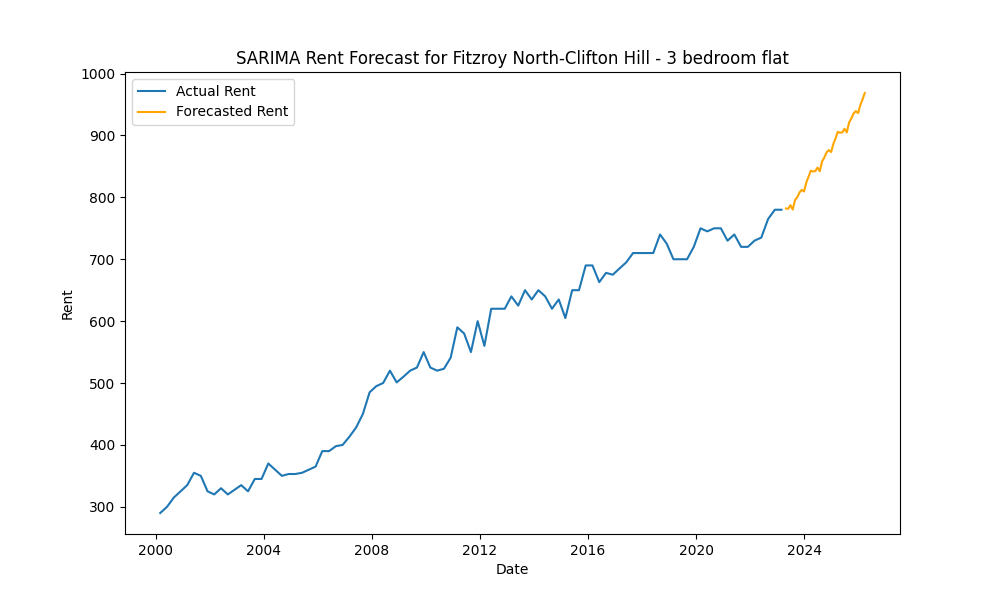 SARIMA Rent Forecast for Fitzroy North-Clifton Hill - 3 bedroom flat
Actual Rent
Forecasted Rent
1000
900
800
700
600
500
400
300
Rent
2000 2004 2008 2012 2016 2020 2024
Date